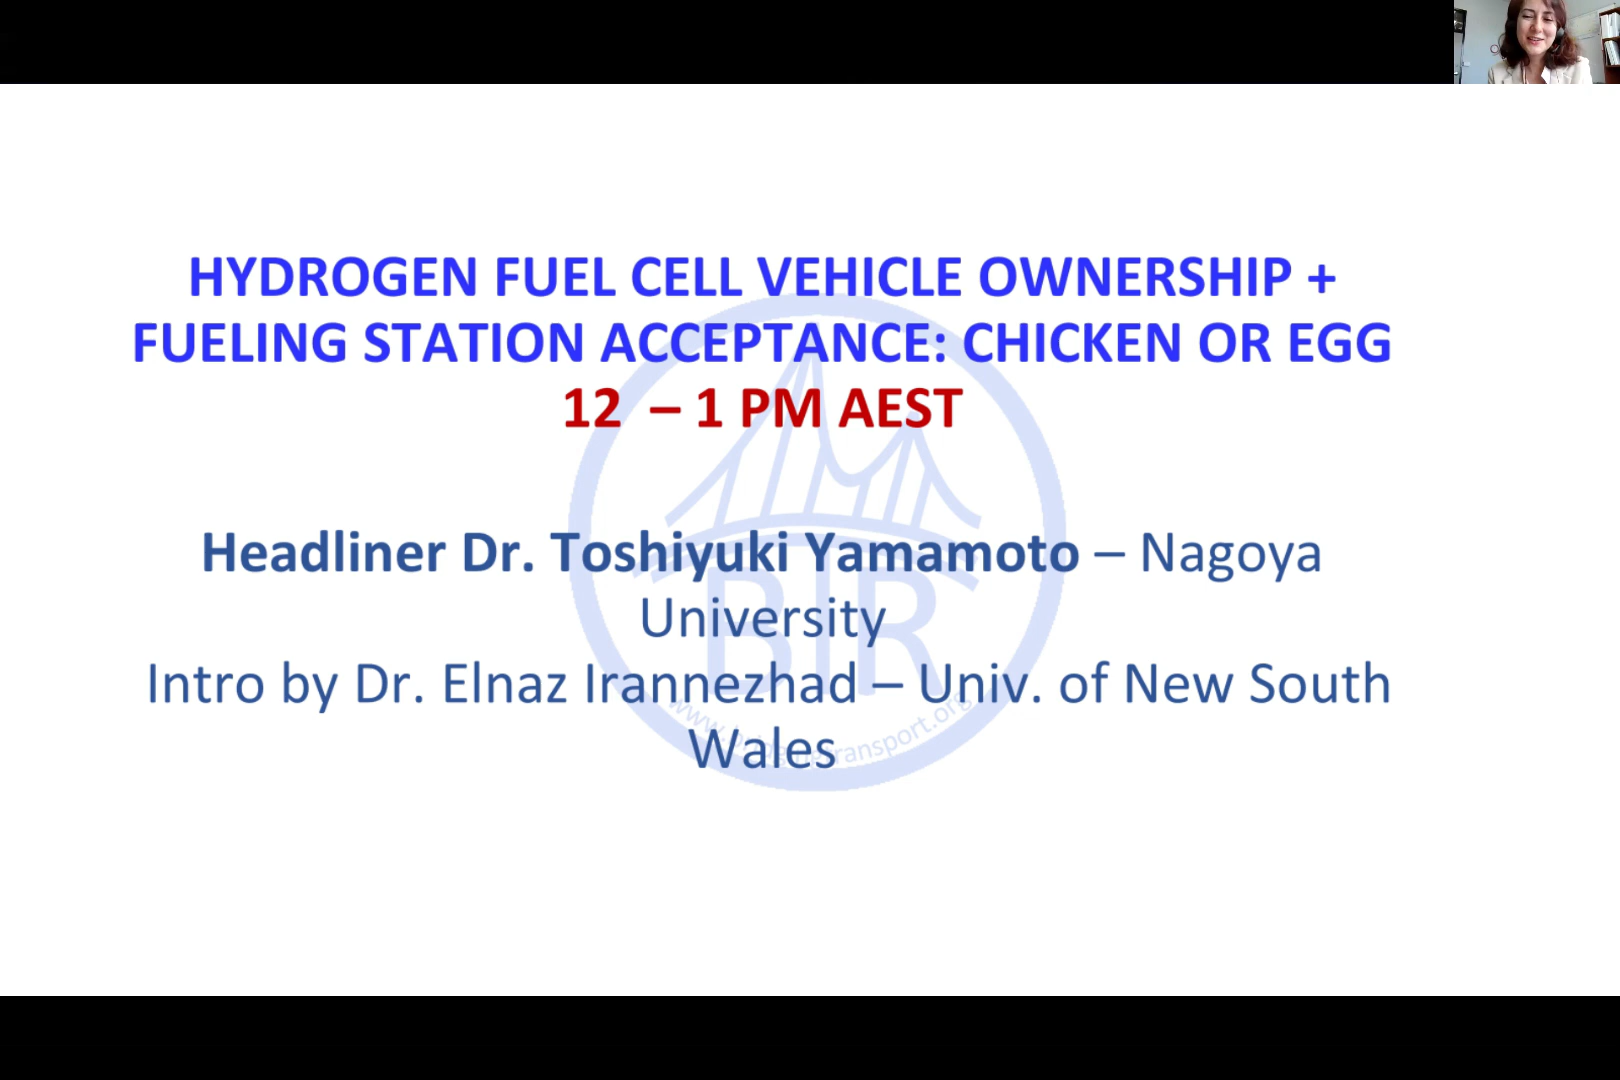 HYDROGEN FUEL CELL VEHICLE OWNERSHIP +
FUELING STATION ACCEPTANCE: CHICKEN OR EGG
12 – 1 PM AEST
Headliner Dr. Toshiyuki Yamamoto – Nagoya
University
Intro by Dr. Elnaz Irannezhad – Univ. of New South
Wales
BTR